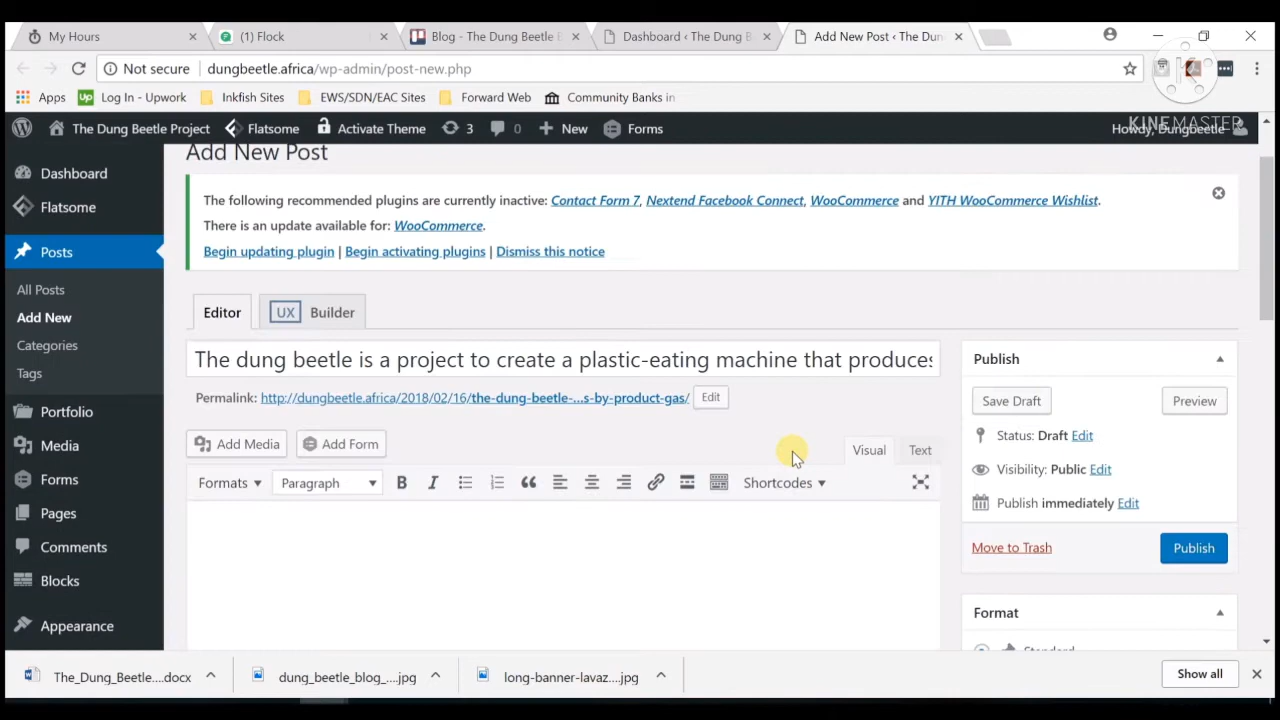 My Hours
(1) Flock
Blog - The Dung Beetle B
Dashboard ‹ The Dung B
Add New Post ‹ The Dun
Not secure dungbeetle.africa/wp-admin/post-new.php
Apps Up Log In - Upwork Inkfish Sites EWS/SDN/EAC Sites Forward Web Community Banks in
The Dung Beetle Project Flatsome Activate Theme 3 0 New Forms Howdy, Dungbeetle
KINEMASTER
Add New Post
Dashboard
Flatsome
Posts
All Posts
Add New
Categories
Tags
Portfolio
Media
Forms
Pages
Comments
Blocks
Appearance
The following recommended plugins are currently inactive: Contact Form 7, Nextend Facebook Connect, WooCommerce and YITH WooCommerce Wishlist.
There is an update available for: WooCommerce.
Begin updating plugin | Begin activating plugins | Dismiss this notice
Editor UX Builder
The dung beetle is a project to create a plastic-eating machine that produces
Permalink: http://dungbeetle.africa/2018/02/16/the-dung-beetle-...s-by-product-gas/ Edit
Add Media Add Form Visual Text
Formats Paragraph B I Shortcodes
Publish
Save Draft Preview
Status: Draft Edit
Visibility: Public Edit
Publish immediately Edit
Move to Trash Publish
Format
Standard
The_Dung_Beetle....docx dung_beetle_blog_....jpg long-banner-lavaz....jpg Show all